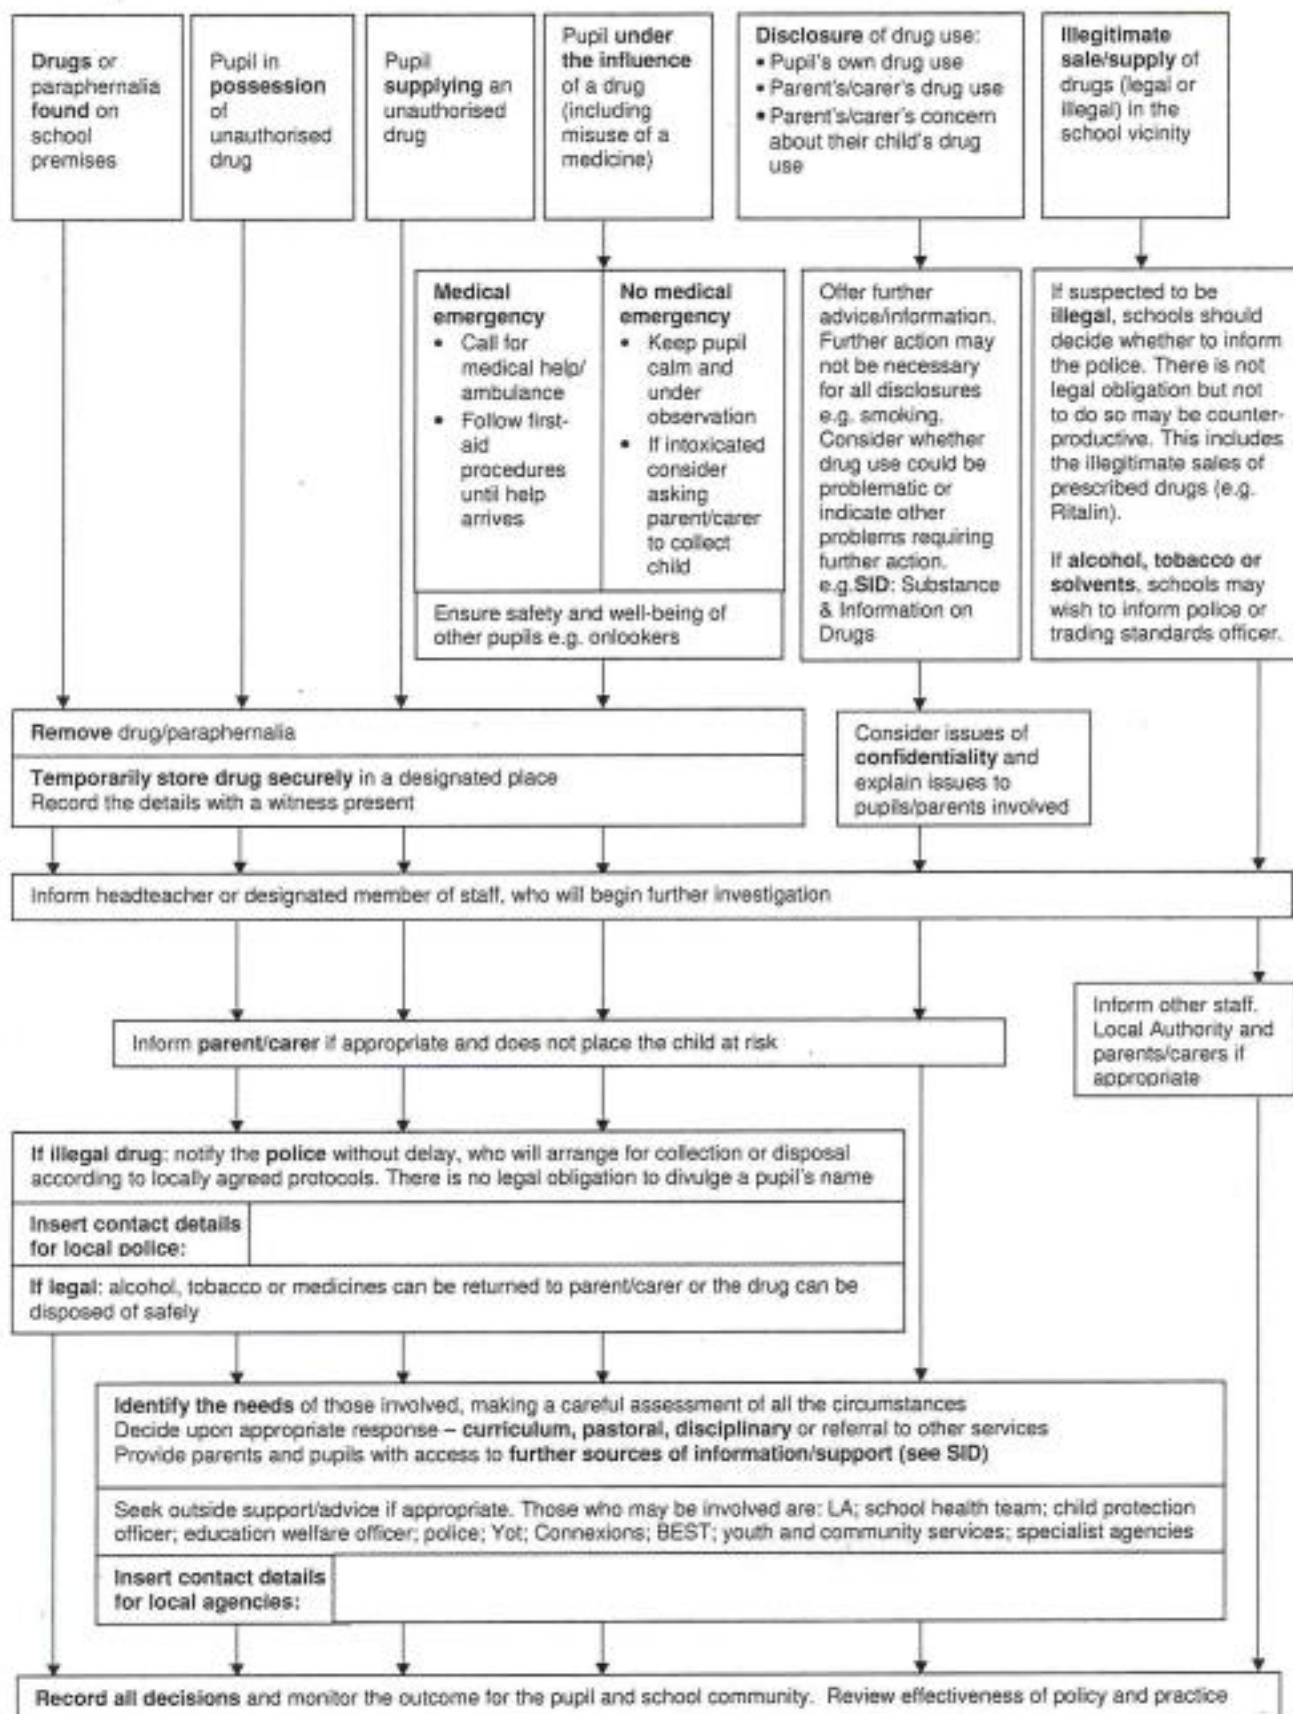 Drugs or
paraphernalia
found on
school
premises
Pupil in
possession
of
unauthorised
drug
Pupil
supplying an
unauthorised
drug
Pupil under
the influence
of a drug
(including
misuse of a
medicine)
Disclosure of drug use:
• Pupil's own drug use
• Parent's/carer's drug use
• Parent's/carer's concern
about their child's drug
use
Illegitimate
sale/supply of
drugs (legal or
illegal) in the
school vicinity
Medical
emergency
• Call for
medical help/
ambulance
• Follow first-
aid
procedures
until help
arrives
No medical
emergency
• Keep pupil
calm and
under
observation
• If intoxicated
consider
asking
parent/carer
to collect
child
Ensure safety and well-being of
other pupils e.g. onlookers
Offer further
advice/information.
Further action may
not be necessary
for all disclosures
e.g. smoking.
Consider whether
drug use could be
problematic or
indicate other
problems requiring
further action.
e.g.SID: Substance
& Information on
Drugs
If suspected to be
illegal, schools should
decide whether to inform
the police. There is not
legal obligation but not
to do so may be counter-
productive. This includes
the illegitimate sales of
prescribed drugs (e.g.
Ritalin).
If alcohol, tobacco or
solvents, schools may
wish to inform police or
trading standards officer.
Remove drug/paraphernalia
Temporarily store drug securely in a designated place
Record the details with a witness present
Consider issues of
confidentiality and
explain issues to
pupils/parents involved
Inform headteacher or designated member of staff, who will begin further investigation
Inform parent/carer if appropriate and does not place the child at risk
Inform other staff.
Local Authority and
parents/carers if
appropriate
If illegal drug: notify the police without delay, who will arrange for collection or disposal
according to locally agreed protocols. There is no legal obligation to divulge a pupil's name
Insert contact details
for local police:
If legal: alcohol, tobacco or medicines can be returned to parent/carer or the drug can be
disposed of safely
Identify the needs of those involved, making a careful assessment of all the circumstances
Decide upon appropriate response – curriculum, pastoral, disciplinary or referral to other services
Provide parents and pupils with access to further sources of information/support (see SID)
Seek outside support/advice if appropriate. Those who may be involved are: LA; school health team; child protection
officer; education welfare officer; police; Yot; Connexions; BEST; youth and community services; specialist agencies
Insert contact details
for local agencies:
Record all decisions and monitor the outcome for the pupil and school community. Review effectiveness of policy and practice